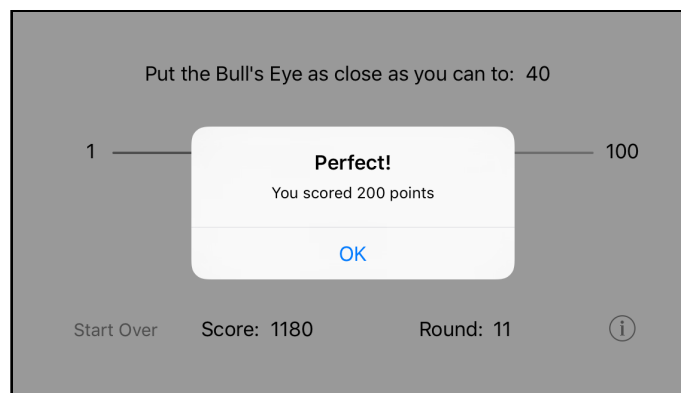 Put the Bull's Eye as close as you can to: 40
1 100
Perfect!
You scored 200 points
OK
Start Over Score: 1180 Round: 11